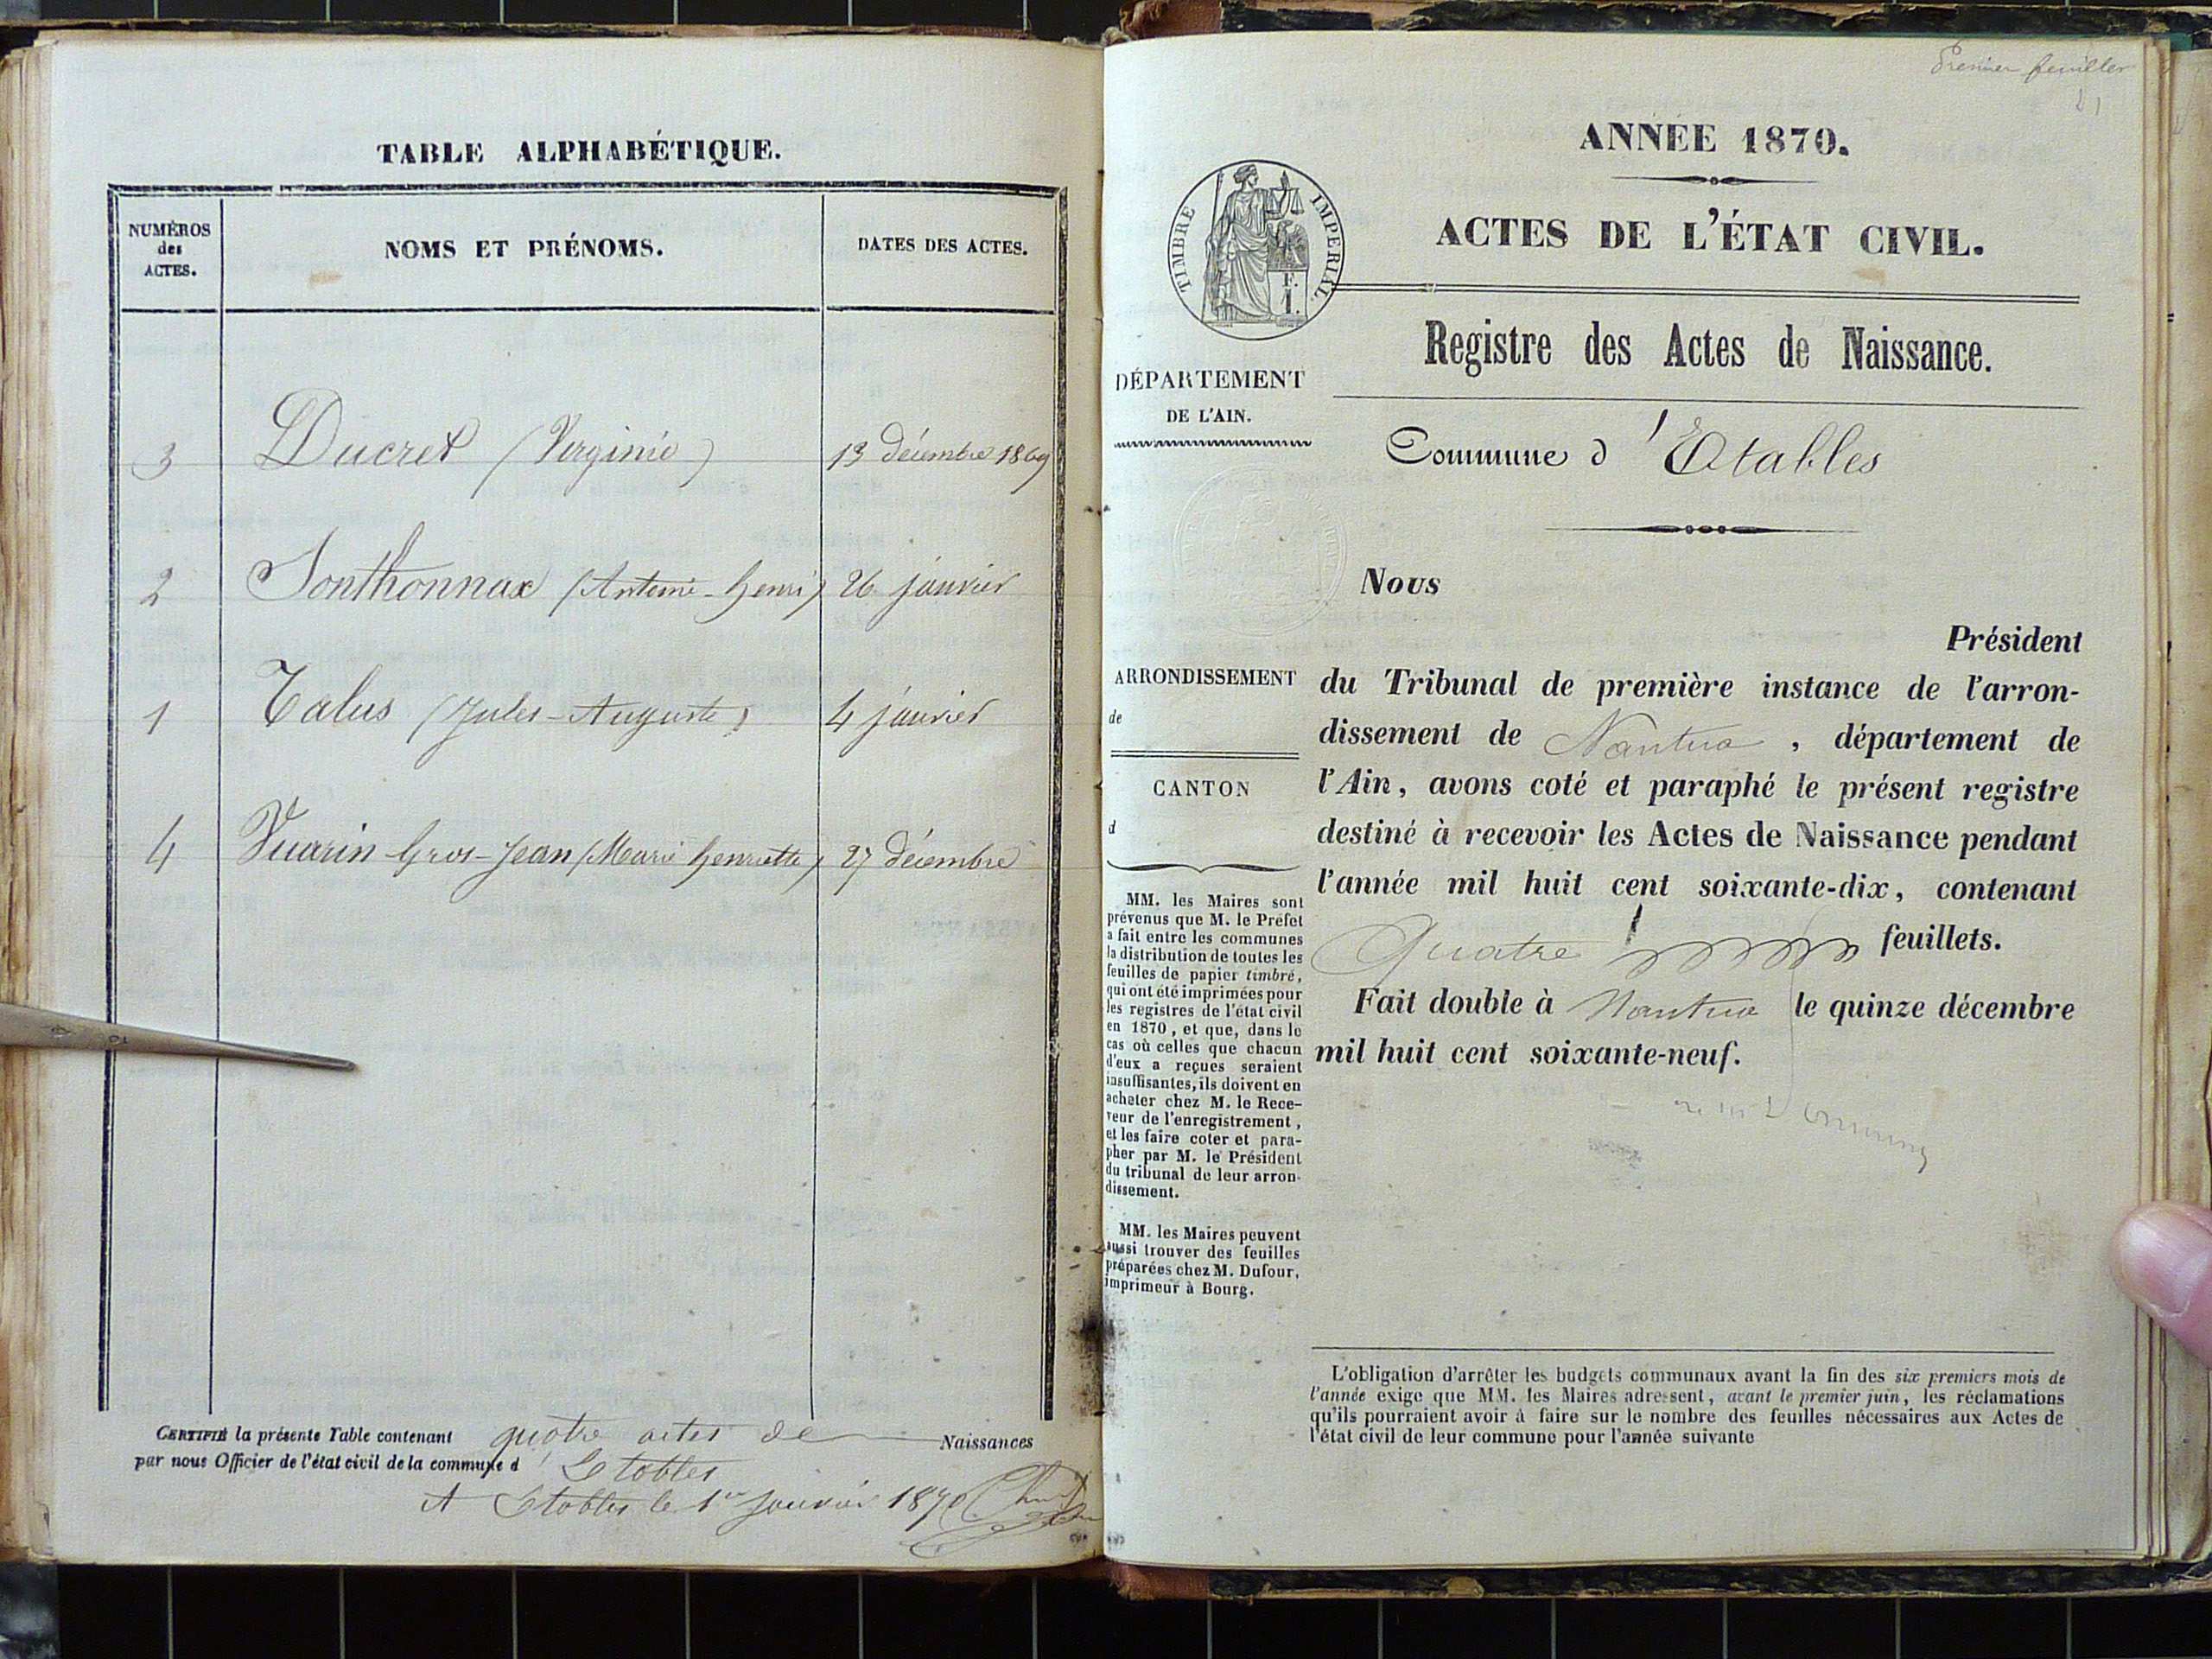 TABLE ALPHABÉTIQUE.
NUMÉROS
des
ACTES.
NOMS ET PRÉNOMS.
DATES DES ACTES.
3 Ducret (Virginie) 13 décembre 1869
2 Sonthonnax (Antoine-henri) 26 janvier
1 Talus (Jules-Auguste) 4 janvier
4 Vuarin-Gros-Jean (Marie henriette) 27 décembre
CERTIFIÉ la présente Table contenant quatre actes de Naissances
par nous Officier de l'état civil de la commune d'Etables
A Etables le 1er Janvier 1870
Premier feuillet
ANNÉE 1870.
ACTES DE L'ÉTAT CIVIL.
TIMBRE IMPERIAL.
1 F.
Registre des Actes de Naissance.
DÉPARTEMENT
DE L'AIN.
Commune d'Etables
Nous
Président
ARRONDISSEMENT
de
CANTON
d
du Tribunal de première instance de l'arron-
dissement de Nantua, département de
l'Ain, avons coté et paraphé le présent registre
destiné à recevoir les Actes de Naissance pendant
l'année mil huit cent soixante-dix, contenant
Quatre feuillets.
Fait double à Nantua le quinze décembre
mil huit cent soixante-neuf.
MM. les Maires sont
prévenus que M. le Préfet
a fait entre les communes
la distribution de toutes les
feuilles de papier timbré,
qui ont été imprimées pour
les registres de l'état civil
en 1870, et que, dans le
cas où celles que chacun
d'eux a reçues seraient
insuffisantes, ils doivent en
acheter chez M. le Rece-
veur de l'enregistrement,
et les faire coter et para-
pher par M. le Président
du tribunal de leur arron-
dissement.
MM. les Maires peuvent
aussi trouver des feuilles
préparées chez M. Dufour,
imprimeur à Bourg.
L'obligation d'arrêter les budgets communaux avant la fin des six premiers mois de
l'année exige que MM. les Maires adressent, avant le premier juin, les réclamations
qu'ils pourraient avoir à faire sur le nombre des feuilles nécessaires aux Actes de
l'état civil de leur commune pour l'année suivante